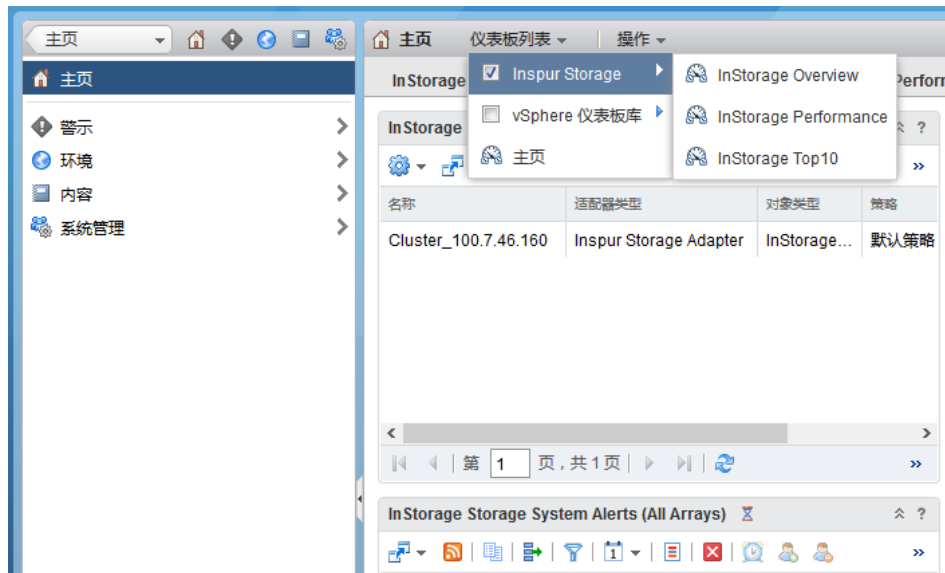 主页
主页 仪表板列表 操作
主页
警示
环境
内容
系统管理
InStorage
Perforr
Inspur Storage
vSphere 仪表板库
主页
InStorage Overview
InStorage Performance
InStorage Top10
InStorage
?
名称 适配器类型 对象类型 策略
Cluster_100.7.46.160 Inspur Storage Adapter InStorage... 默认策略
第 1 页,共1页
InStorage Storage System Alerts (All Arrays) ?
1